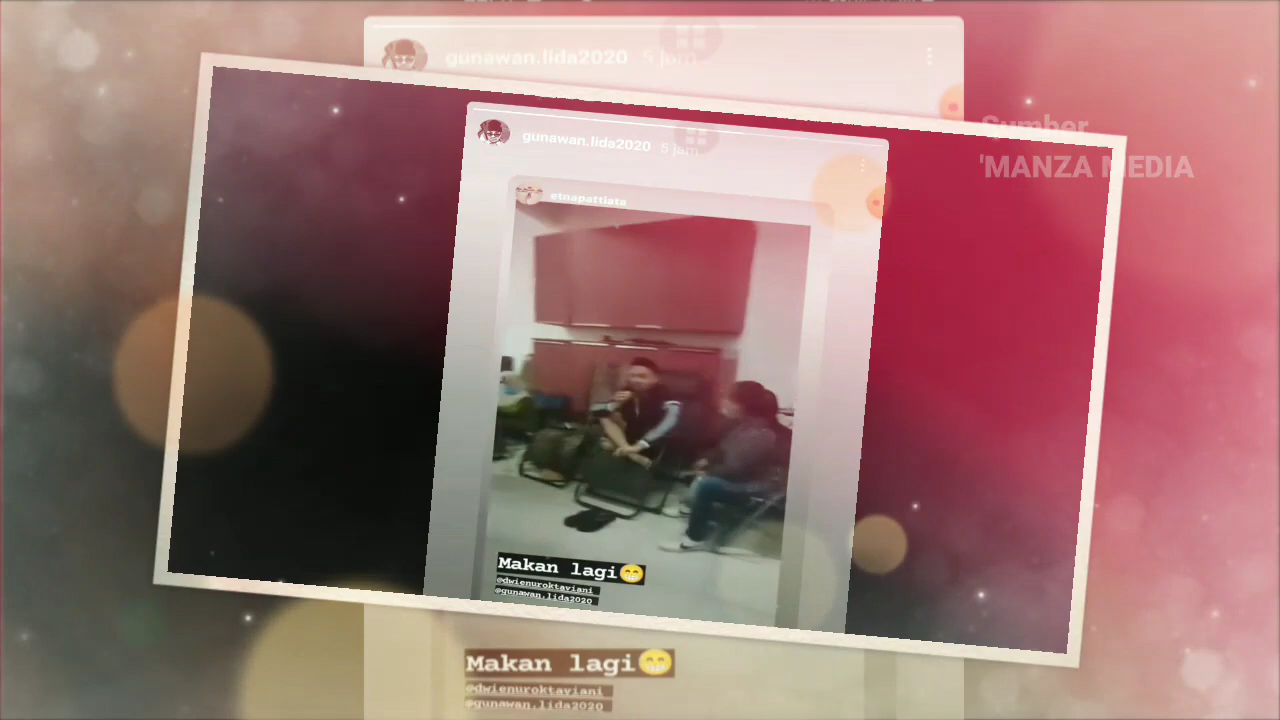 gunawan.lida2020 5 jam
Sumber
'MANZA MEDIA
gunawan.lida2020 5 jam
etnapattiata
Makan lagi😁
@dwienuroktaviani
@gunawan.lida2020
Makan lagi😁
@dwienuroktaviani
@gunawan.lida2020